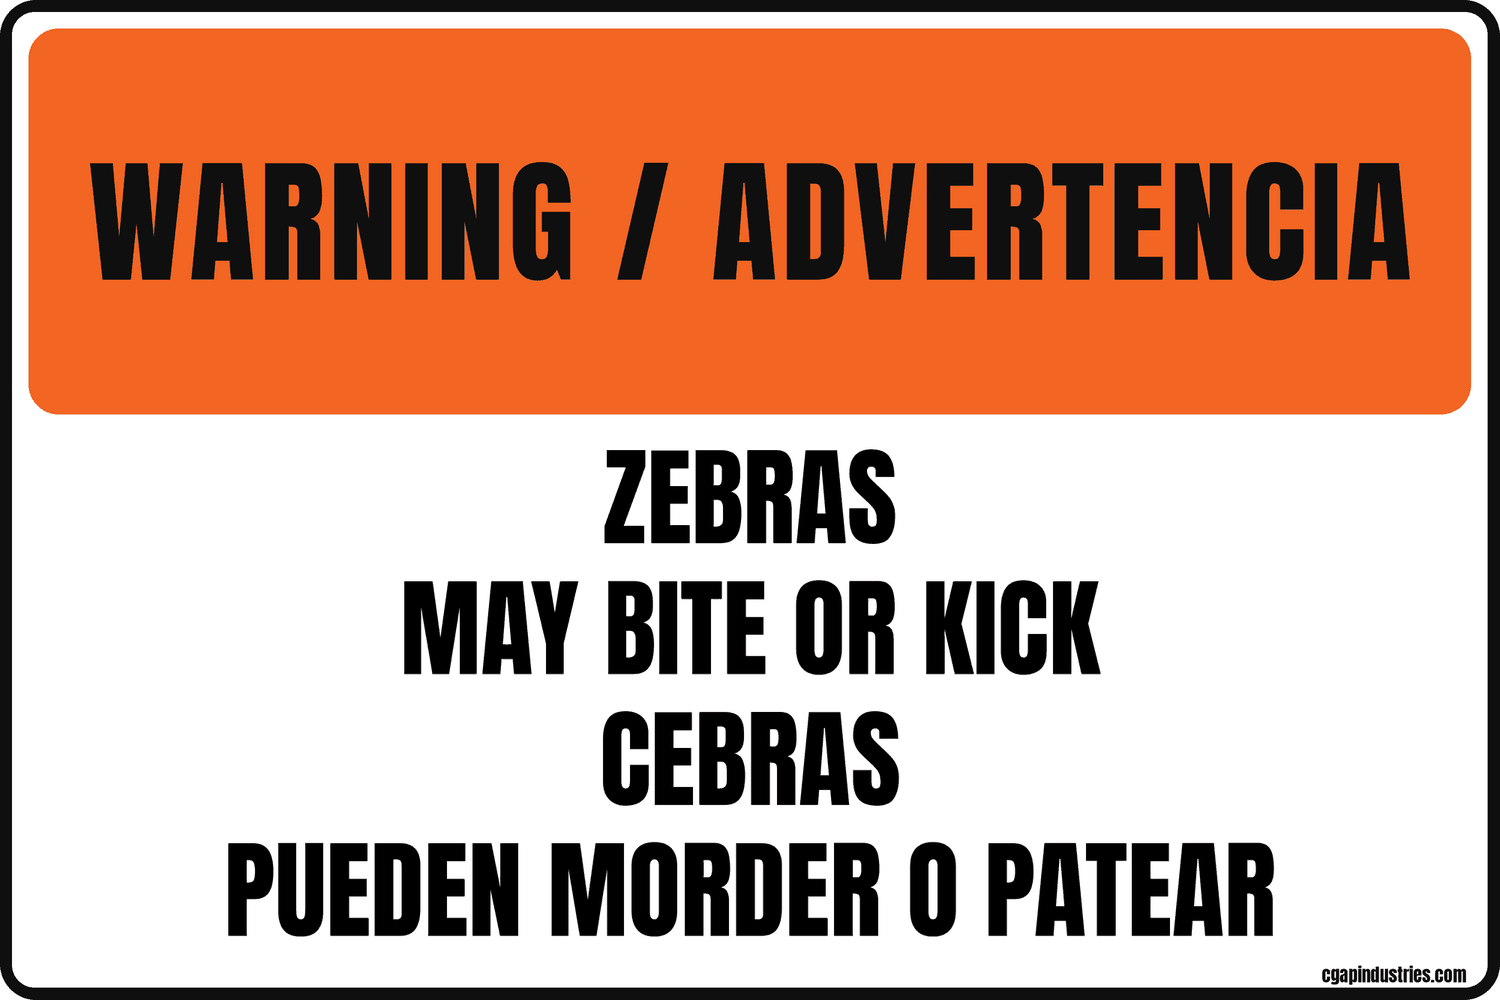 WARNING / ADVERTENCIA
ZEBRAS
MAY BITE OR KICK
CEBRAS
PUEDEN MORDER O PATEAR
cgapindustries.com